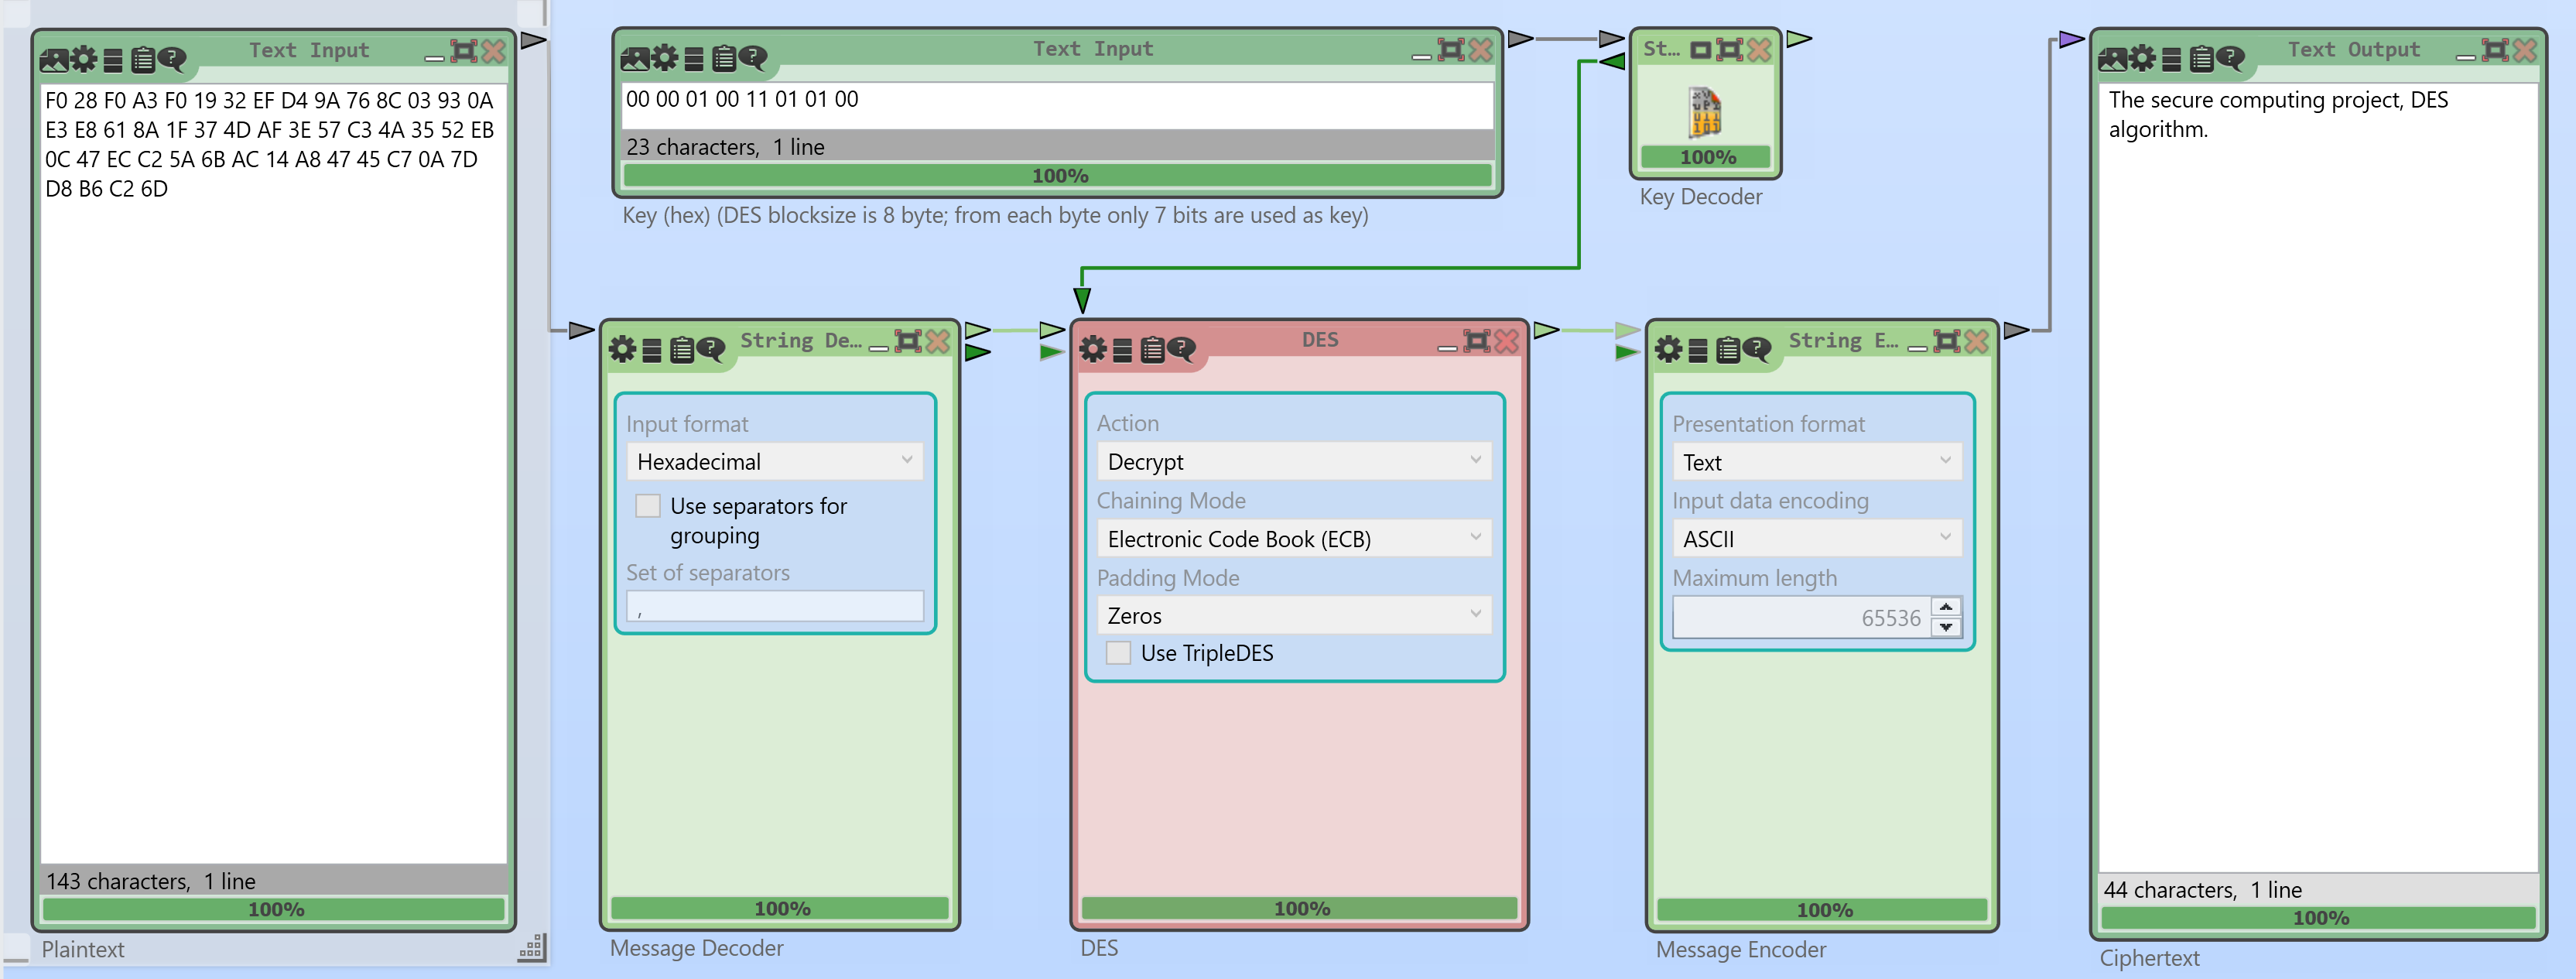 Text Input
F0 28 F0 A3 F0 19 32 EF D4 9A 76 8C 03 93 0A
E3 E8 61 8A 1F 37 4D AF 3E 57 C3 4A 35 52 EB
0C 47 EC C2 5A 6B AC 14 A8 47 45 C7 0A 7D
D8 B6 C2 6D
143 characters,  1 line
100%
Plaintext
Text Input
00 00 01 00 11 01 01 00
23 characters,  1 line
100%
Key (hex) (DES blocksize is 8 byte; from each byte only 7 bits are used as key)
St...
100%
Key Decoder
String De...
Input format
Hexadecimal
Use separators for
grouping
Set of separators
,
100%
Message Decoder
DES
Action
Decrypt
Chaining Mode
Electronic Code Book (ECB)
Padding Mode
Zeros
Use TripleDES
100%
DES
String E...
Presentation format
Text
Input data encoding
ASCII
Maximum length
65536
100%
Message Encoder
Text Output
The secure computing project, DES
algorithm.
44 characters,  1 line
100%
Ciphertext